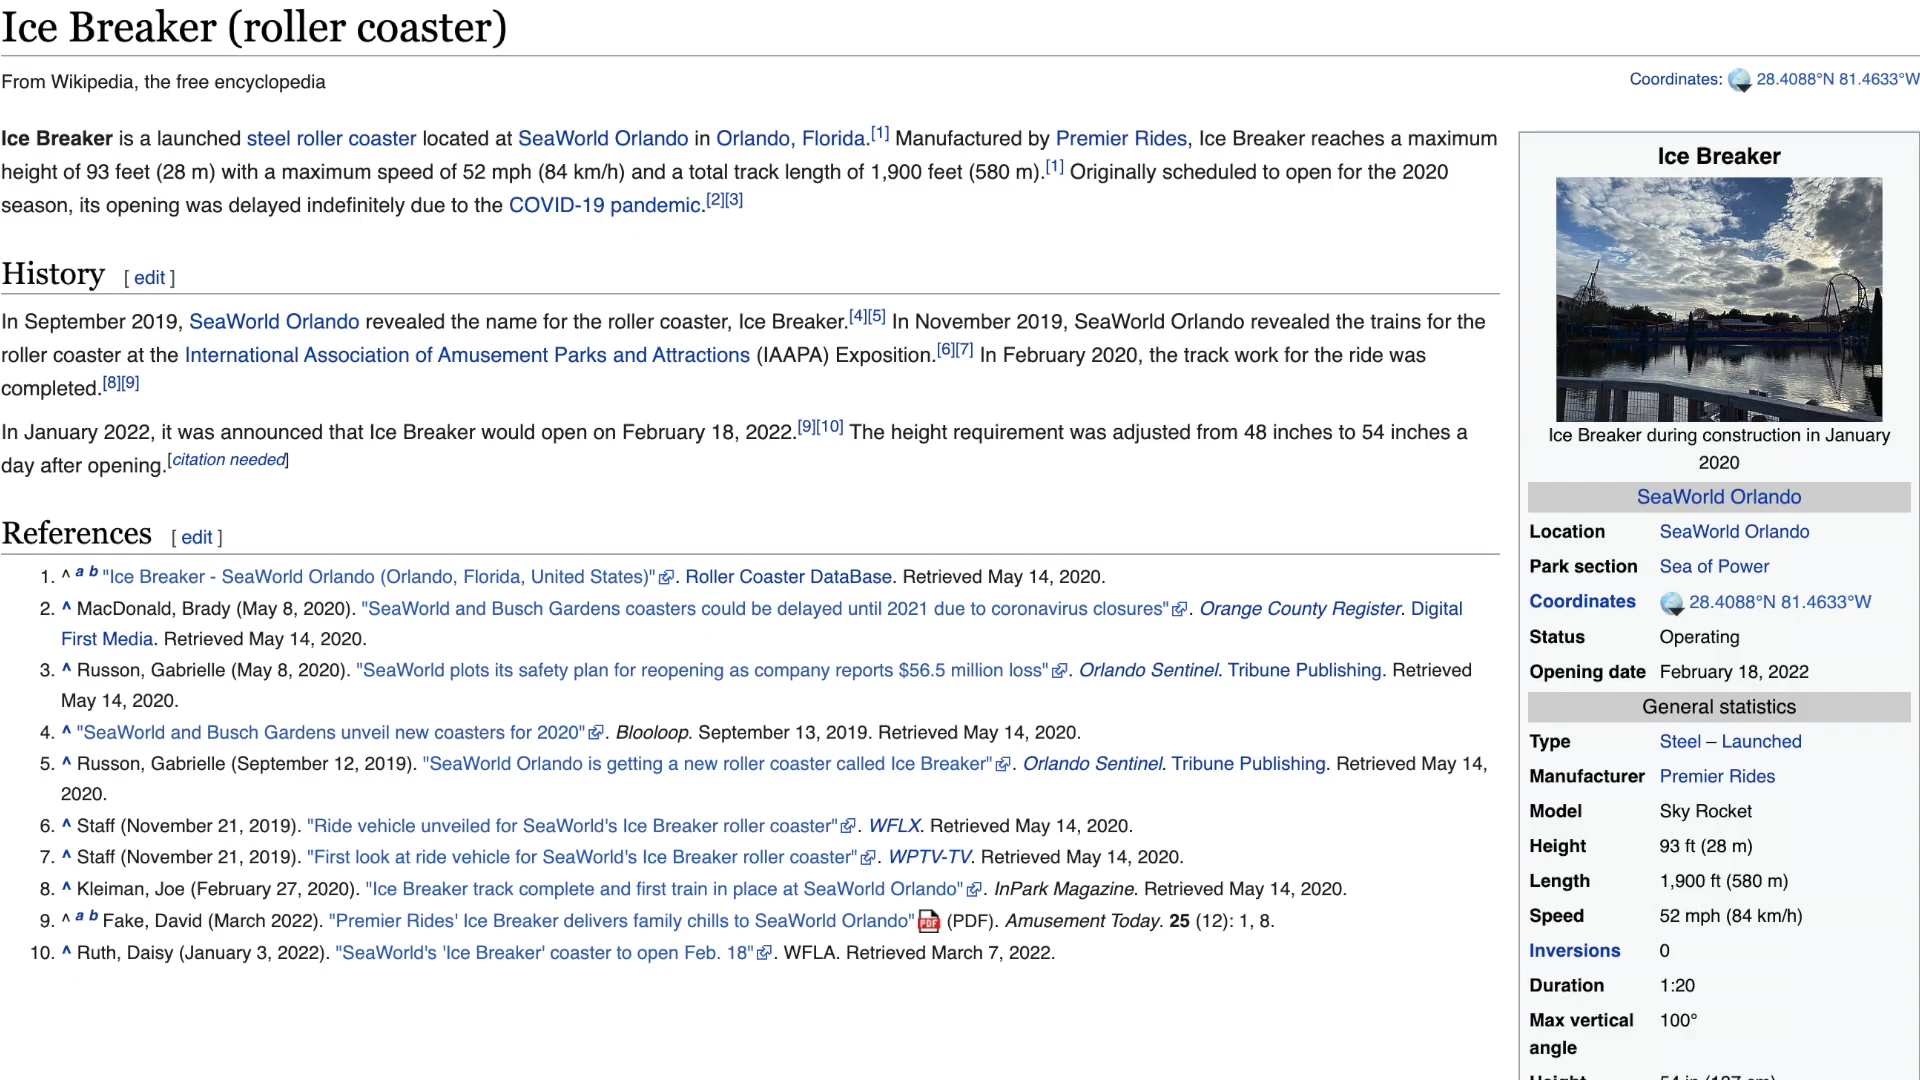 Ice Breaker (roller coaster)
From Wikipedia, the free encyclopedia
Coordinates: 28.4088°N 81.4633°W
Ice Breaker is a launched steel roller coaster located at SeaWorld Orlando in Orlando, Florida.[1] Manufactured by Premier Rides, Ice Breaker reaches a maximum
height of 93 feet (28 m) with a maximum speed of 52 mph (84 km/h) and a total track length of 1,900 feet (580 m).[1] Originally scheduled to open for the 2020
season, its opening was delayed indefinitely due to the COVID-19 pandemic.[2][3]
History [ edit ]
In September 2019, SeaWorld Orlando revealed the name for the roller coaster, Ice Breaker.[4][5] In November 2019, SeaWorld Orlando revealed the trains for the
roller coaster at the International Association of Amusement Parks and Attractions (IAAPA) Exposition.[6][7] In February 2020, the track work for the ride was
completed.[8][9]
In January 2022, it was announced that Ice Breaker would open on February 18, 2022.[9][10] The height requirement was adjusted from 48 inches to 54 inches a
day after opening.[citation needed]
References [ edit ]
1. ^ a b "Ice Breaker - SeaWorld Orlando (Orlando, Florida, United States)". Roller Coaster DataBase. Retrieved May 14, 2020.
2. ^ MacDonald, Brady (May 8, 2020). "SeaWorld and Busch Gardens coasters could be delayed until 2021 due to coronavirus closures". Orange County Register. Digital
First Media. Retrieved May 14, 2020.
3. ^ Russon, Gabrielle (May 8, 2020). "SeaWorld plots its safety plan for reopening as company reports $56.5 million loss". Orlando Sentinel. Tribune Publishing. Retrieved
May 14, 2020.
4. ^ "SeaWorld and Busch Gardens unveil new coasters for 2020". Blooloop. September 13, 2019. Retrieved May 14, 2020.
5. ^ Russon, Gabrielle (September 12, 2019). "SeaWorld Orlando is getting a new roller coaster called Ice Breaker". Orlando Sentinel. Tribune Publishing. Retrieved May 14,
2020.
6. ^ Staff (November 21, 2019). "Ride vehicle unveiled for SeaWorld's Ice Breaker roller coaster". WFLX. Retrieved May 14, 2020.
7. ^ Staff (November 21, 2019). "First look at ride vehicle for SeaWorld's Ice Breaker roller coaster". WPTV-TV. Retrieved May 14, 2020.
8. ^ Kleiman, Joe (February 27, 2020). "Ice Breaker track complete and first train in place at SeaWorld Orlando". InPark Magazine. Retrieved May 14, 2020.
9. ^ a b Fake, David (March 2022). "Premier Rides' Ice Breaker delivers family chills to SeaWorld Orlando" PDF (PDF). Amusement Today. 25 (12): 1, 8.
10. ^ Ruth, Daisy (January 3, 2022). "SeaWorld's 'Ice Breaker' coaster to open Feb. 18". WFLA. Retrieved March 7, 2022.
Ice Breaker
Ice Breaker during construction in January
2020
SeaWorld Orlando
Location SeaWorld Orlando
Park section Sea of Power
Coordinates 28.4088°N 81.4633°W
Status Operating
Opening date February 18, 2022
General statistics
Type Steel – Launched
Manufacturer Premier Rides
Model Sky Rocket
Height 93 ft (28 m)
Length 1,900 ft (580 m)
Speed 52 mph (84 km/h)
Inversions 0
Duration 1:20
Max vertical 100°
angle
Height 54 in (137 cm)